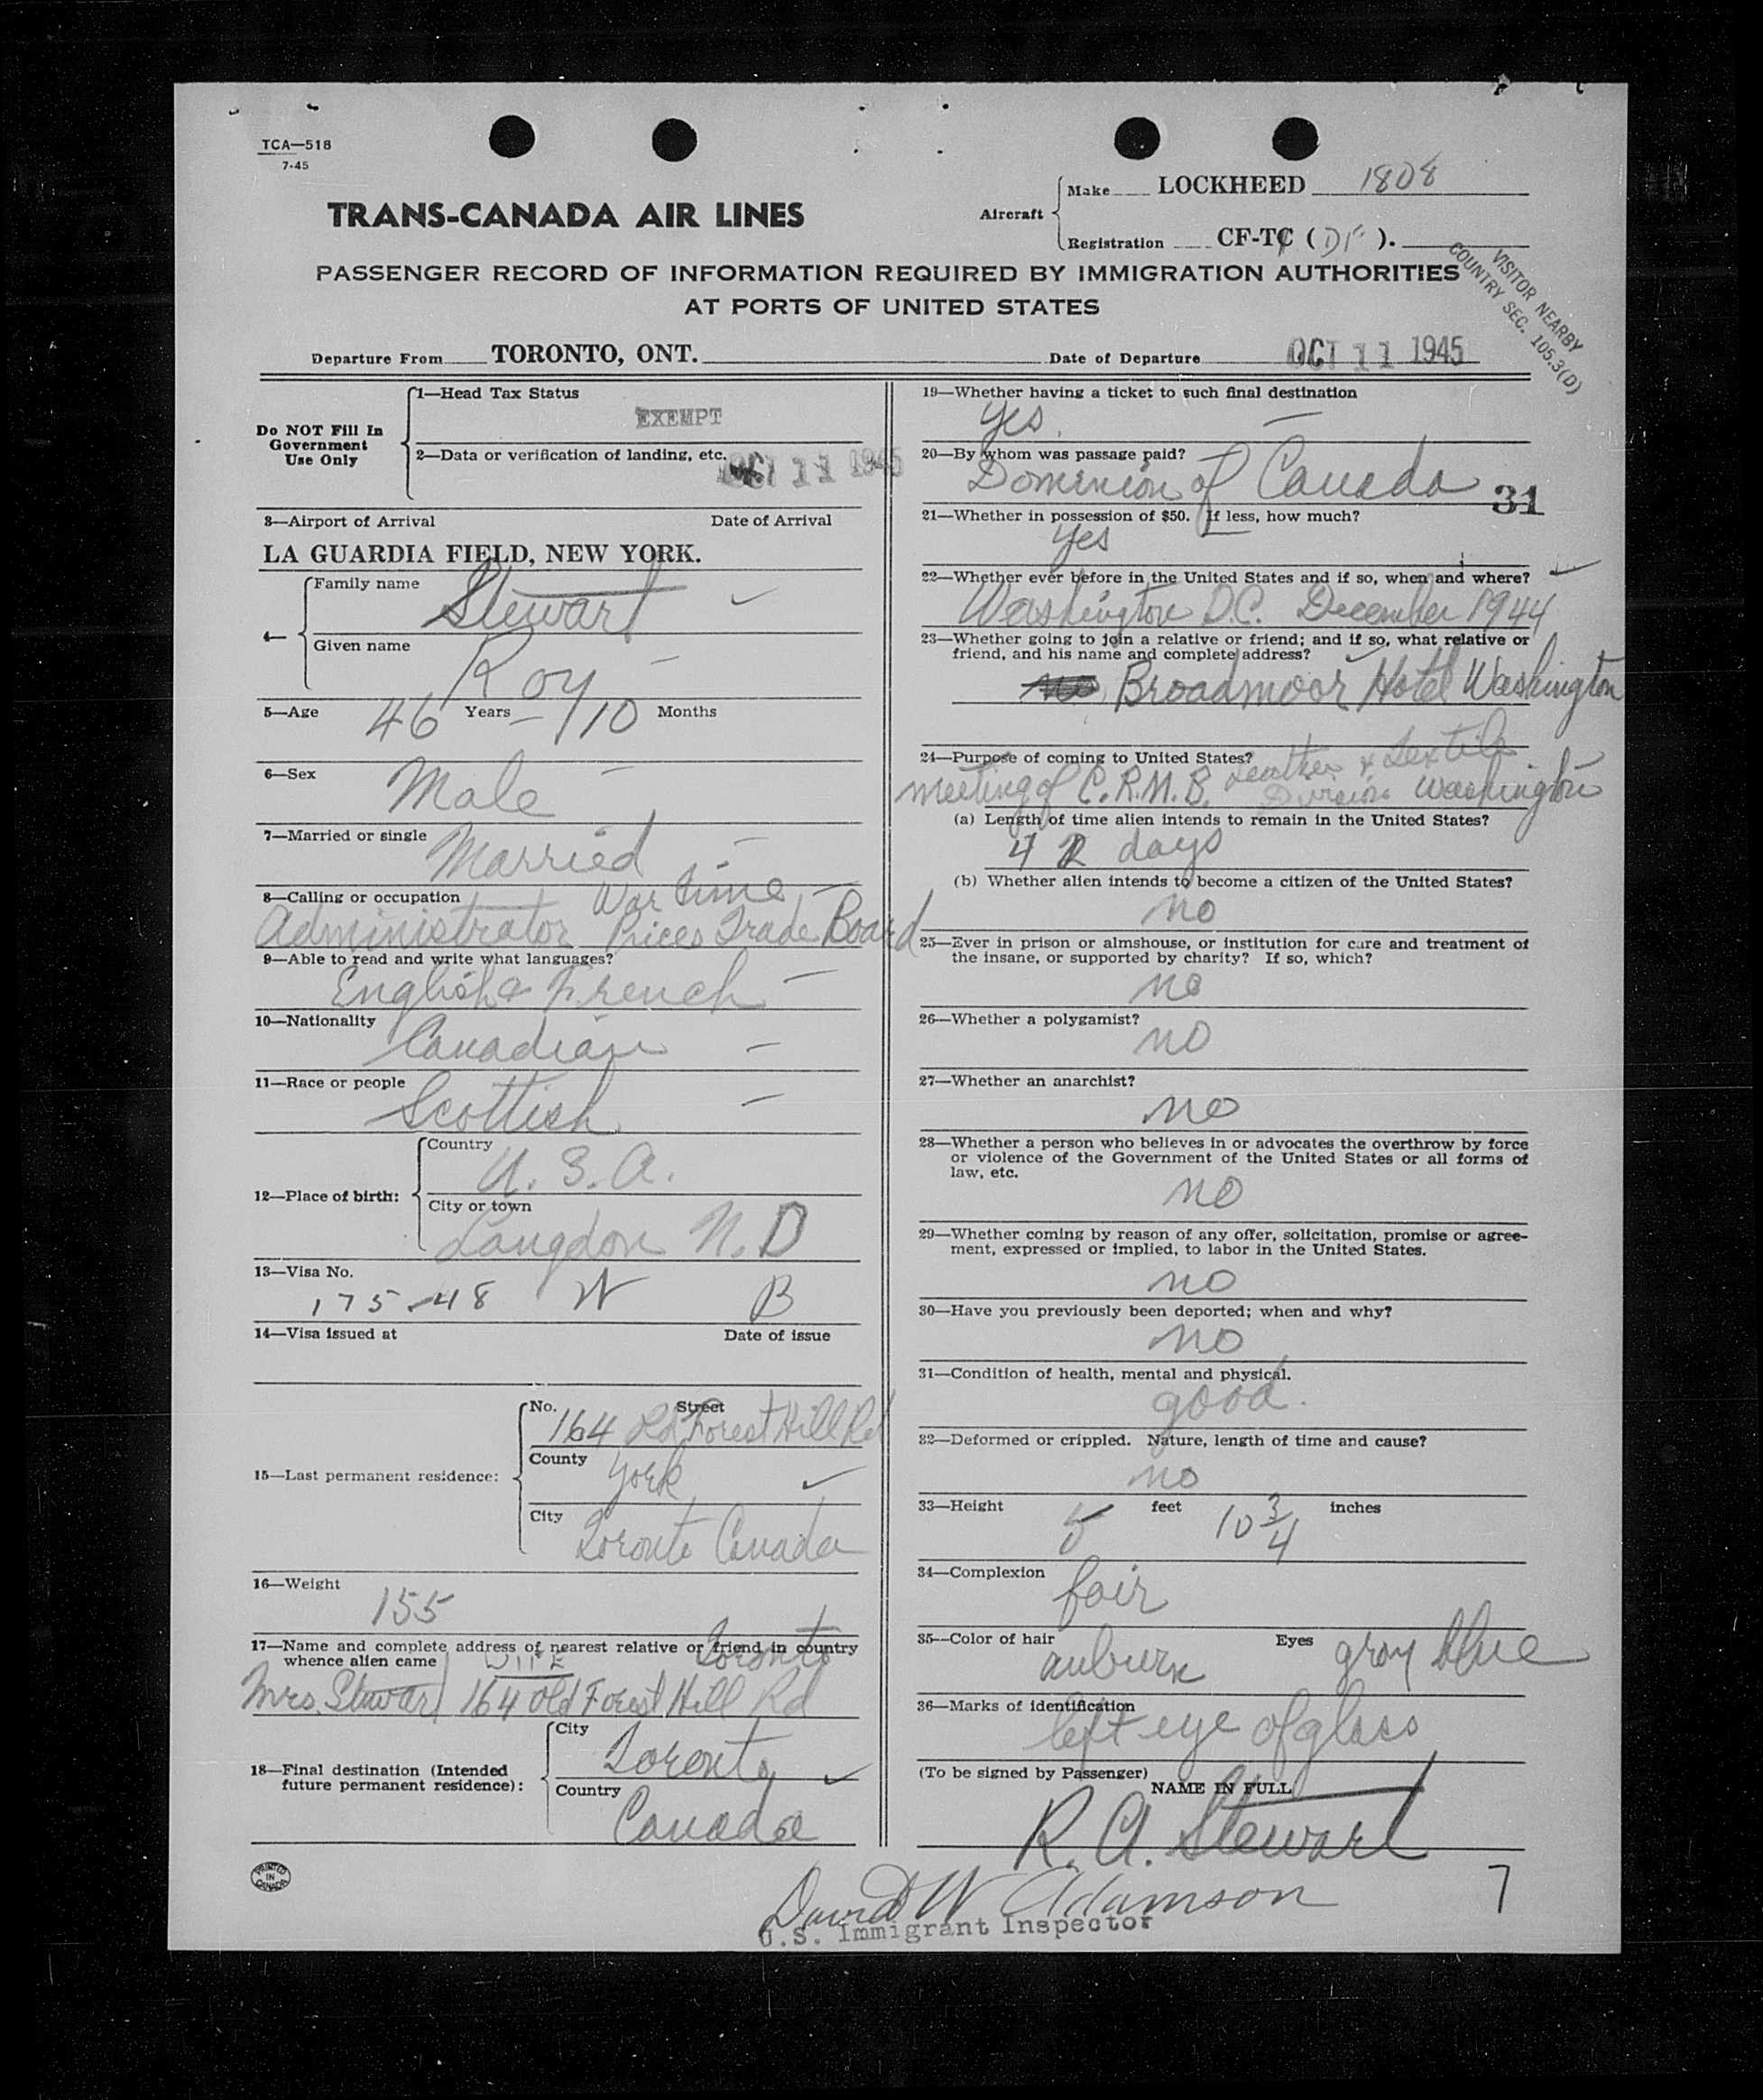 TCA—518
7-45
TRANS-CANADA AIR LINES
Aircraft
Make LOCKHEED 1808
Registration CF-TC (DF).
VISITOR NEARBY
COUNTRY SEC. 105.3(D)
PASSENGER RECORD OF INFORMATION REQUIRED BY IMMIGRATION AUTHORITIES
AT PORTS OF UNITED STATES
Departure From TORONTO, ONT. Date of Departure OCT 11 1945
Do NOT Fill In
Government
Use Only
1—Head Tax Status
EXEMPT
2—Data or verification of landing, etc.
OCT 11 1945
3—Airport of Arrival Date of Arrival
LA GUARDIA FIELD, NEW YORK.
4—
Family name
Stewart
Given name
Roy
5—Age 46 Years 10 Months
6—Sex
Male
7—Married or single
Married
8—Calling or occupation War time
Administrator Prices Trade Board
9—Able to read and write what languages?
English & French
10—Nationality
Canadian
11—Race or people
Scottish
12—Place of birth:
Country
U.S.A.
City or town
Langdon N.D
13—Visa No.
175-48 W B
14—Visa issued at Date of issue
15—Last permanent residence:
No. Street
164 Old Forest Hill Rd
County
York
City
Toronto Canada
16—Weight
155
17—Name and complete address of nearest relative or friend in country
whence alien came WIFE Toronto
Mrs. Stewart 164 Old Forest Hill Rd
18—Final destination (Intended
future permanent residence):
City
Toronto
Country
Canada
PRINTED
IN
CANADA
19—Whether having a ticket to such final destination
Yes
20—By whom was passage paid?
Dominion of Canada
31
21—Whether in possession of $50. If less, how much?
Yes
22—Whether ever before in the United States and if so, when and where?
Washington D.C. December 1944
23—Whether going to join a relative or friend; and if so, what relative or
friend, and his name and complete address?
no Broadmoor Hotel Washington
24—Purpose of coming to United States? Leather & Textile
meeting of C.R.M.B. Division Washington
(a) Length of time alien intends to remain in the United States?
4 2 days
(b) Whether alien intends to become a citizen of the United States?
no
25—Ever in prison or almshouse, or institution for care and treatment of
the insane, or supported by charity? If so, which?
no
26—Whether a polygamist?
no
27—Whether an anarchist?
no
28—Whether a person who believes in or advocates the overthrow by force
or violence of the Government of the United States or all forms of
law, etc.
no
29—Whether coming by reason of any offer, solicitation, promise or agree-
ment, expressed or implied, to labor in the United States.
no
30—Have you previously been deported; when and why?
no
31—Condition of health, mental and physical.
good.
32—Deformed or crippled. Nature, length of time and cause?
no
33—Height 5 feet 10 3/4 inches
34—Complexion
fair
35—Color of hair Eyes
auburn gray blue
36—Marks of identification
left eye of glass
(To be signed by Passenger)
NAME IN FULL
R. A. Stewart
David W Adamson
U.S. Immigrant Inspector
7